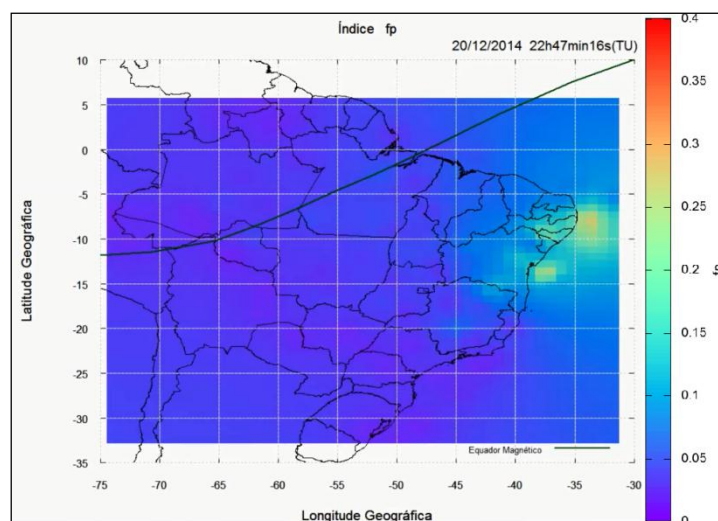 Índice fp
20/12/2014 22h47min16s(TU)
10
5
0
-5
-10
-15
-20
-25
-30
-35
Latitude Geográfica
-75 -70 -65 -60 -55 -50 -45 -40 -35 -30
Longitude Geográfica
Equador Magnético
0.4
0.35
0.3
0.25
0.2
0.15
0.1
0.05
0
fp